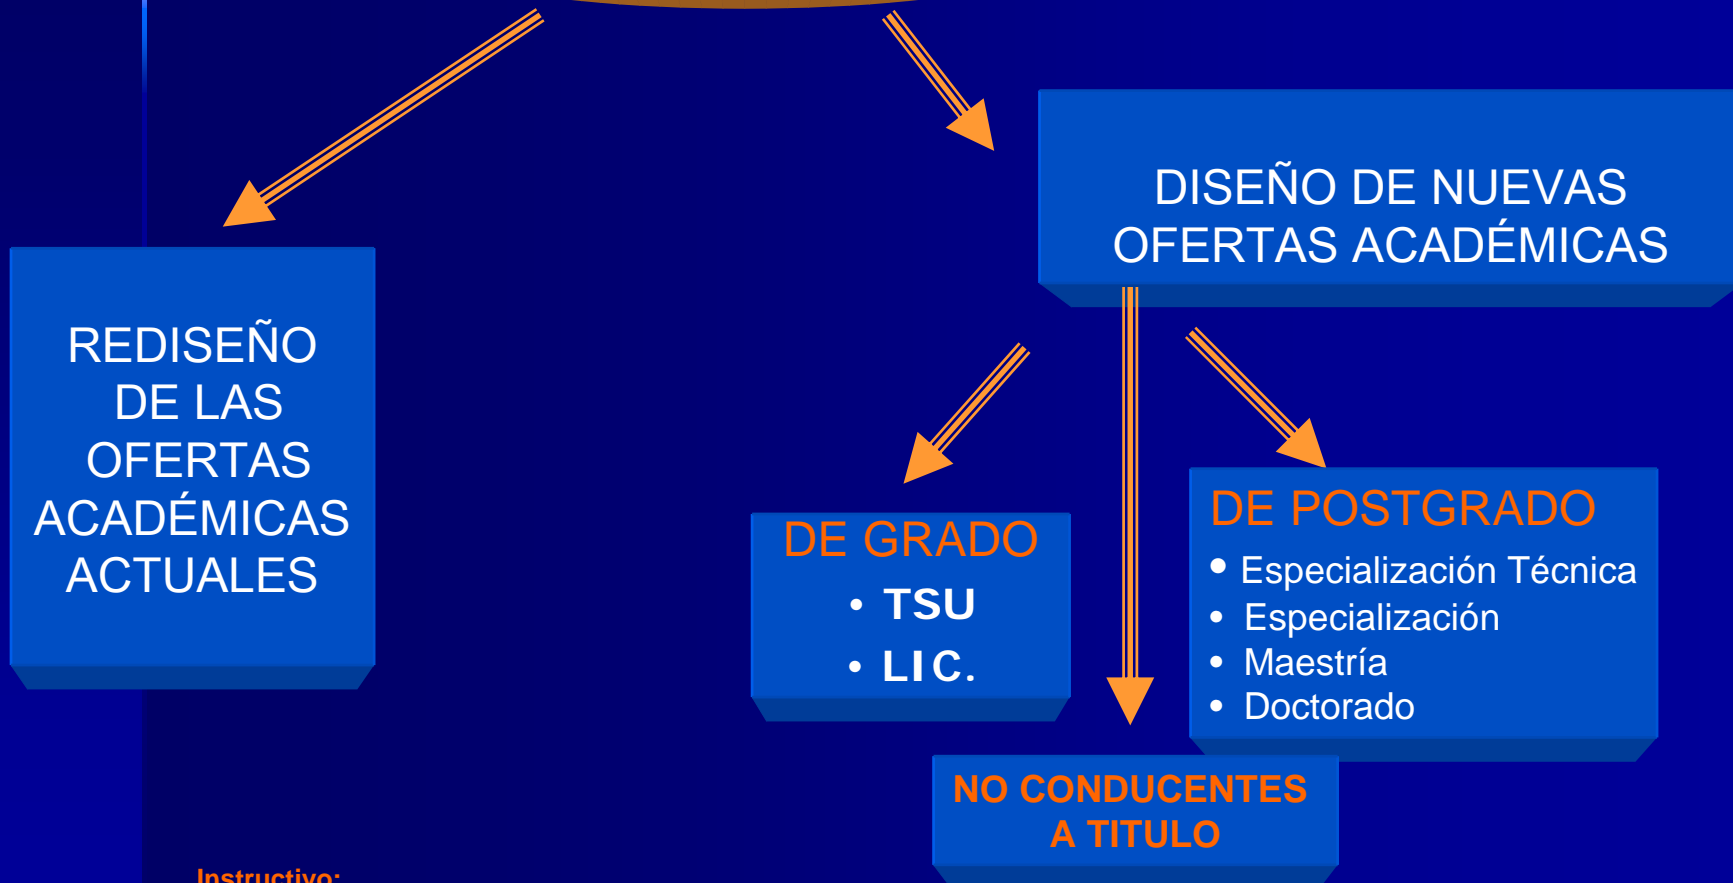 DISEÑO DE NUEVAS
OFERTAS ACADÉMICAS
REDISEÑO
DE LAS
OFERTAS
ACADÉMICAS
ACTUALES
DE GRADO
• TSU
• LIC.
DE POSTGRADO
• Especialización Técnica
• Especialización
• Maestría
• Doctorado
NO CONDUCENTES
A TITULO
Instructivo: